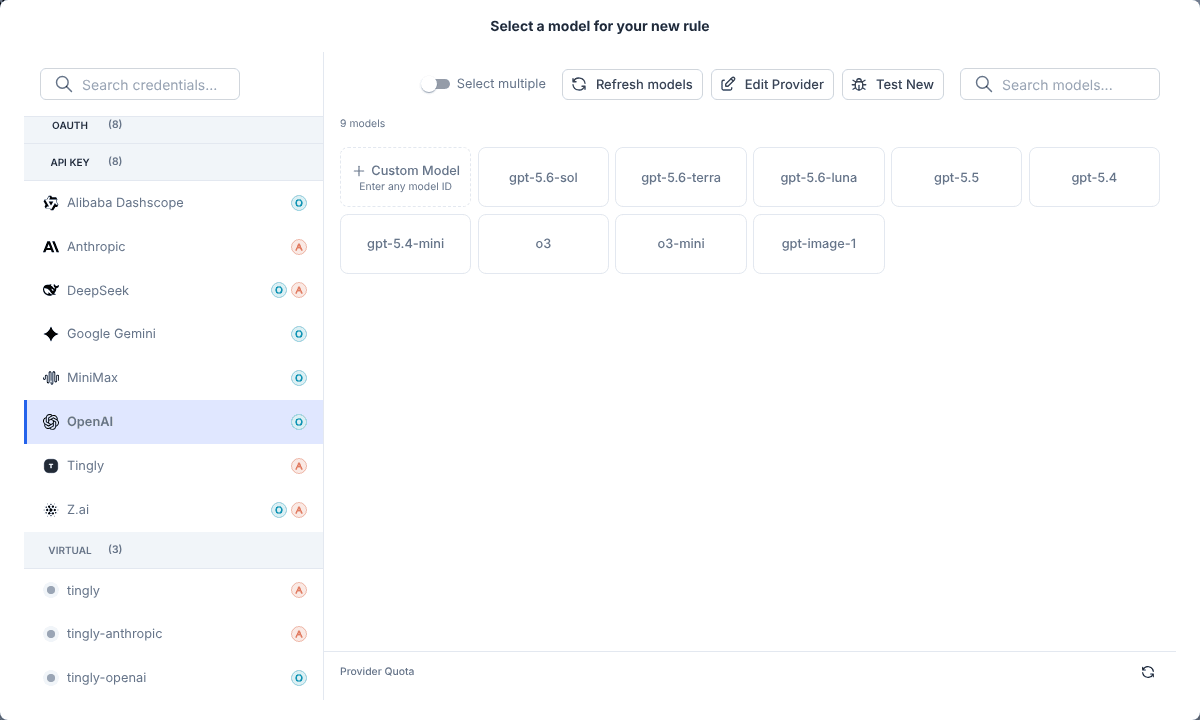 Select a model for your new rule
Search credentials...
Select multiple
Refresh models
Edit Provider
Test New
Search models...
OAUTH (8)
API KEY (8)
Alibaba Dashscope O
Anthropic A
DeepSeek O A
Google Gemini O
MiniMax O
OpenAI O
T Tingly A
Z.ai O A
VIRTUAL (3)
tingly A
tingly-anthropic A
tingly-openai O
9 models
+ Custom Model
Enter any model ID
gpt-5.6-sol
gpt-5.6-terra
gpt-5.6-luna
gpt-5.5
gpt-5.4
gpt-5.4-mini
o3
o3-mini
gpt-image-1
Provider Quota